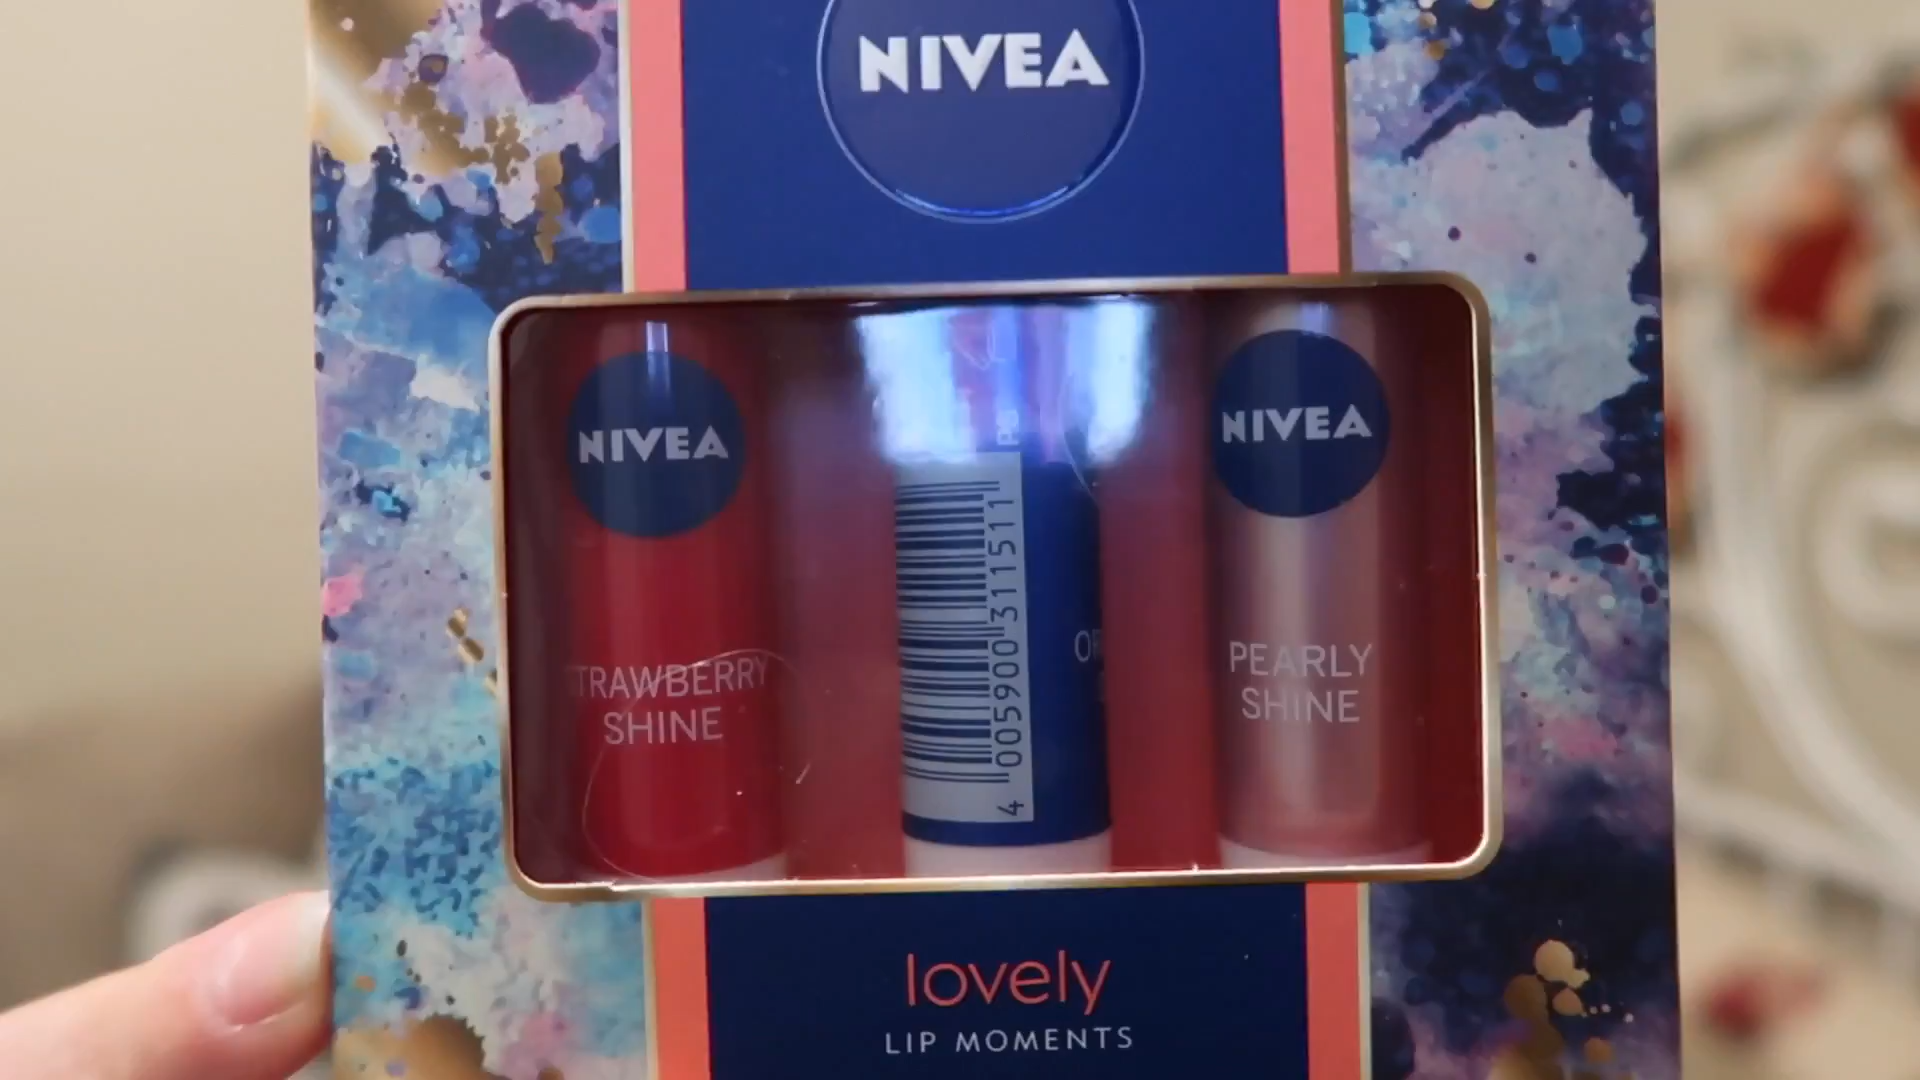 NIVEA
NIVEA
NIVEA
4 005900 311511
STRAWBERRY
SHINE
PEARLY
SHINE
lovely
LIP MOMENTS